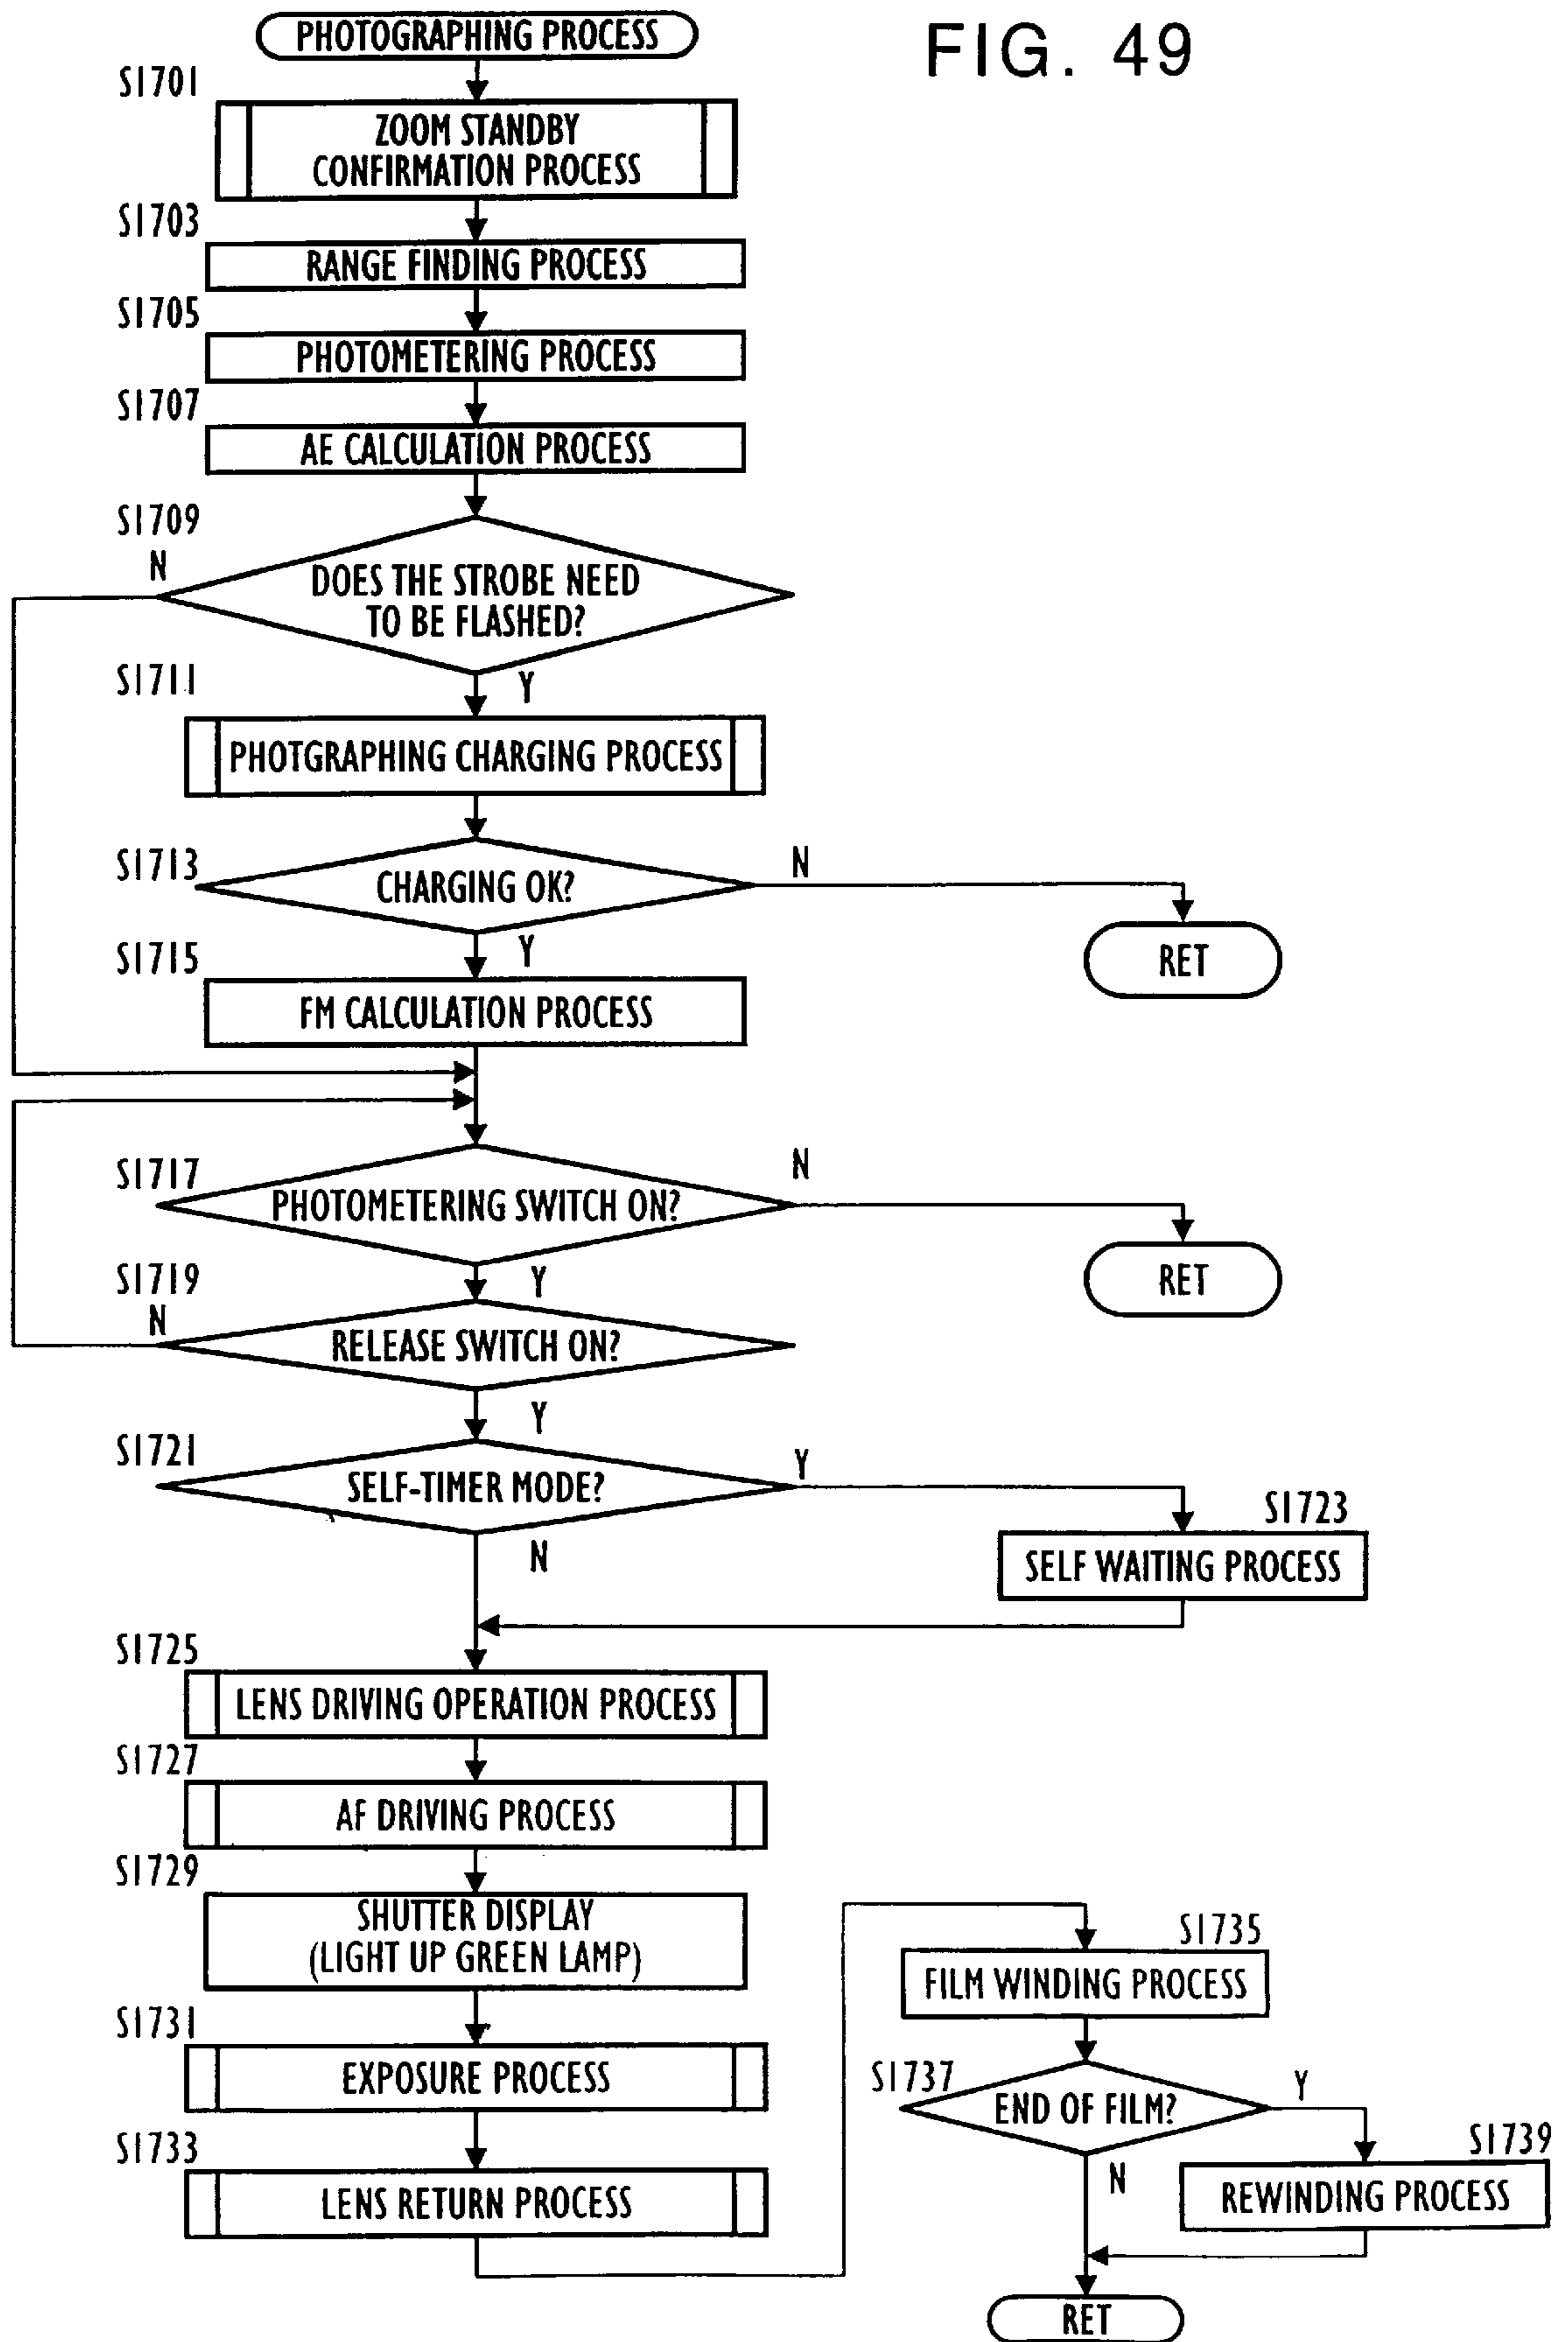 PHOTOGRAPHING PROCESS
FIG. 49
S1701
ZOOM STANDBY
CONFIRMATION PROCESS
S1703
RANGE FINDING PROCESS
S1705
PHOTOMETERING PROCESS
S1707
AE CALCULATION PROCESS
S1709
N
DOES THE STROBE NEED
TO BE FLASHED?
Y
S1711
PHOTGRAPHING CHARGING PROCESS
S1713
CHARGING OK?
N
RET
Y
S1715
FM CALCULATION PROCESS
S1717
PHOTOMETERING SWITCH ON?
N
RET
Y
S1719
N
RELEASE SWITCH ON?
Y
S1721
SELF-TIMER MODE?
Y
S1723
SELF WAITING PROCESS
N
S1725
LENS DRIVING OPERATION PROCESS
S1727
AF DRIVING PROCESS
S1729
SHUTTER DISPLAY
(LIGHT UP GREEN LAMP)
S1731
EXPOSURE PROCESS
S1733
LENS RETURN PROCESS
S1735
FILM WINDING PROCESS
S1737
END OF FILM?
Y
S1739
REWINDING PROCESS
N
RET